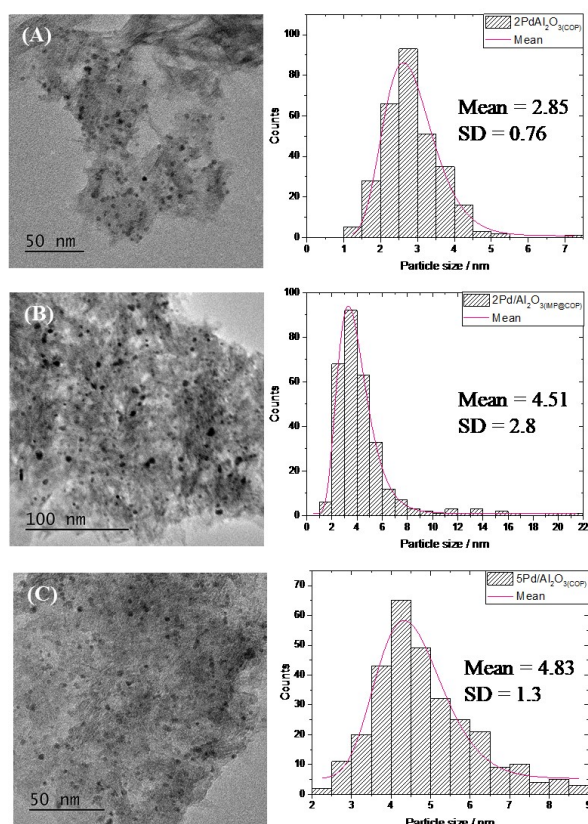 (A)
50 nm
2PdAl₂O₃(COP)
Mean
Mean = 2.85
SD = 0.76
Counts
100
80
60
40
20
0
0 1 2 3 4 5 6 7
Particle size / nm
(B)
100 nm
2Pd/Al₂O₃(IMP@COP)
Mean
Mean = 4.51
SD = 2.8
Counts
100
80
60
40
20
0
0 2 4 6 8 10 12 14 16 18 20 22
Particle size / nm
(C)
50 nm
5Pd/Al₂O₃(COP)
Mean
Mean = 4.83
SD = 1.3
Counts
70
60
50
40
30
20
10
0
2 3 4 5 6 7 8 9
Particle size / nm